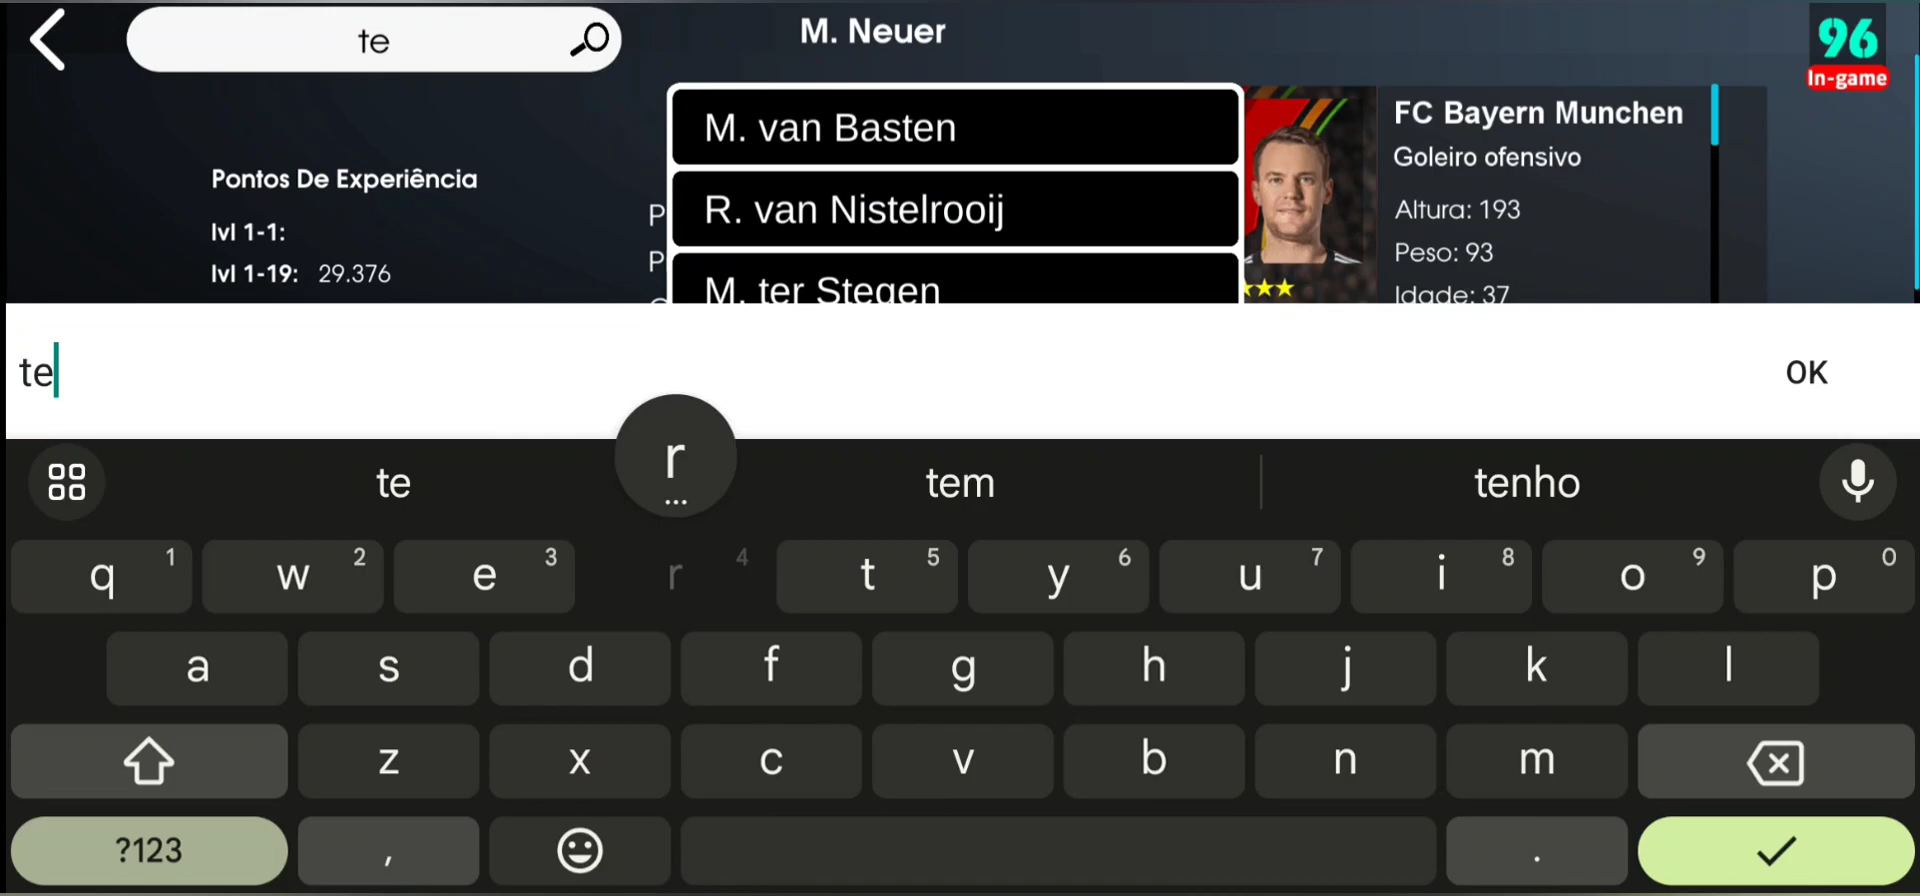 te
M. Neuer
96
In-game
M. van Basten
R. van Nistelrooij
M. ter Stegen
Pontos De Experiência
lvl 1-1:
lvl 1-19: 29.376
P
P
FC Bayern Munchen
Goleiro ofensivo
Altura: 193
Peso: 93
Idade: 37
te
OK
r
...
te
tem
tenho
q 1 w 2 e 3 r 4 t 5 y 6 u 7 i 8 o 9 p 0
a s d f g h j k l
z x c v b n m
?123 , .